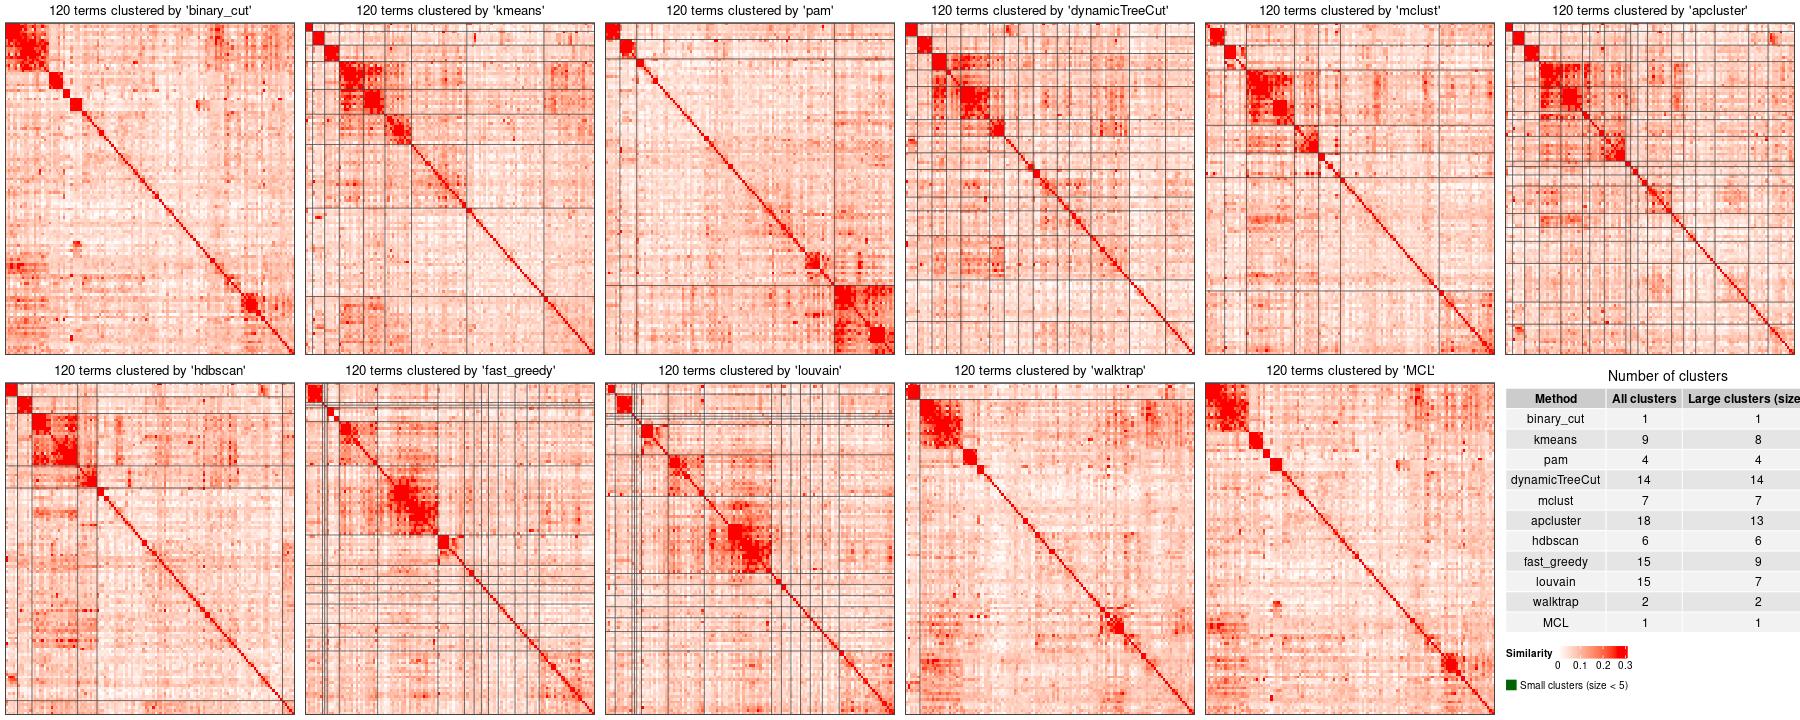 120 terms clustered by 'binary_cut'
120 terms clustered by 'kmeans'
120 terms clustered by 'pam'
120 terms clustered by 'dynamicTreeCut'
120 terms clustered by 'mclust'
120 terms clustered by 'apcluster'
120 terms clustered by 'hdbscan'
120 terms clustered by 'fast_greedy'
120 terms clustered by 'louvain'
120 terms clustered by 'walktrap'
120 terms clustered by 'MCL'
Number of clusters
Method All clusters Large clusters (size
binary_cut 1 1
kmeans 9 8
pam 4 4
dynamicTreeCut 14 14
mclust 7 7
apcluster 18 13
hdbscan 6 6
fast_greedy 15 9
louvain 15 7
walktrap 2 2
MCL 1 1
Similarity
0 0.1 0.2 0.3
Small clusters (size < 5)